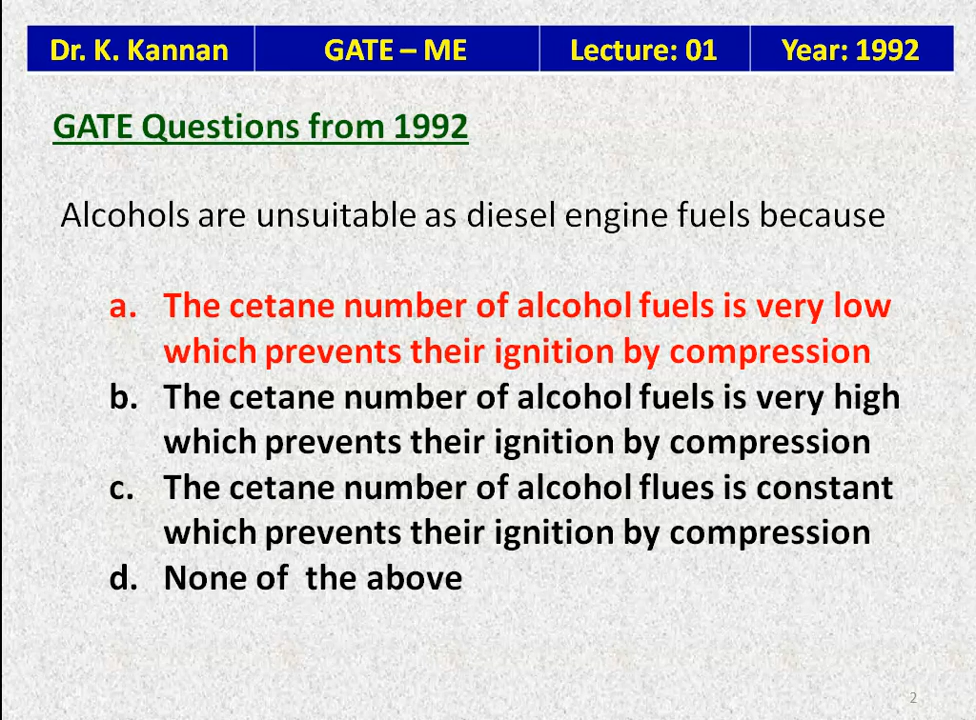 Dr. K. Kannan GATE – ME Lecture: 01 Year: 1992
GATE Questions from 1992
Alcohols are unsuitable as diesel engine fuels because
a. The cetane number of alcohol fuels is very low
which prevents their ignition by compression
b. The cetane number of alcohol fuels is very high
which prevents their ignition by compression
c. The cetane number of alcohol flues is constant
which prevents their ignition by compression
d. None of the above
2